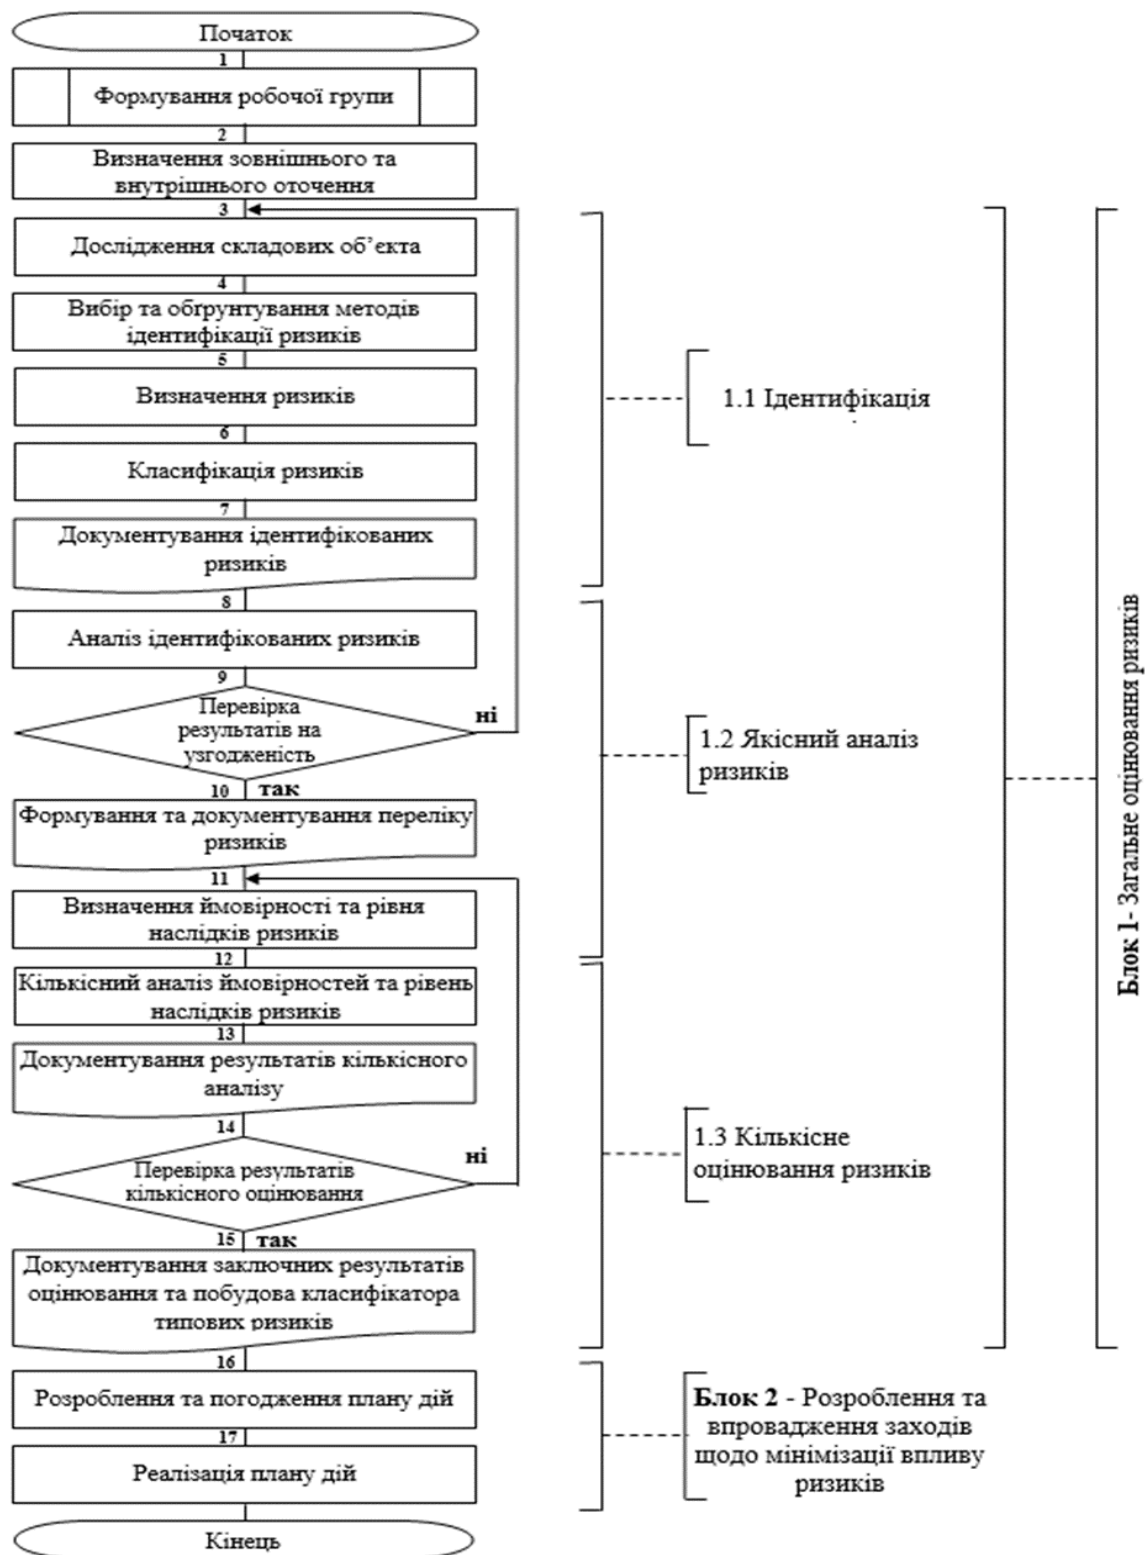 Початок
1
Формування робочої групи
2
Визначення зовнішнього та
внутрішнього оточення
3
Дослідження складових об’єкта
4
Вибір та обґрунтування методів
ідентифікації ризиків
5
Визначення ризиків
6
Класифікація ризиків
7
Документування ідентифікованих
ризиків
8
Аналіз ідентифікованих ризиків
9
Перевірка
результатів на
узгодженість
ні
10
так
Формування та документування переліку
ризиків
11
Визначення ймовірності та рівня
наслідків ризиків
12
Кількісний аналіз ймовірностей та рівень
наслідків ризиків
13
Документування результатів кількісного
аналізу
14
Перевірка результатів
кількісного оцінювання
ні
15
так
Документування заключних результатів
оцінювання та побудова класифікатора
типових ризиків
16
Розроблення та погодження плану дій
17
Реалізація плану дій
Кінець
1.1 Ідентифікація
1.2 Якісний аналіз
ризиків
1.3 Кількісне
оцінювання ризиків
Блок 2 - Розроблення та
впровадження заходів
щодо мінімізації впливу
ризиків
Блок 1- Загальне оцінювання ризиків